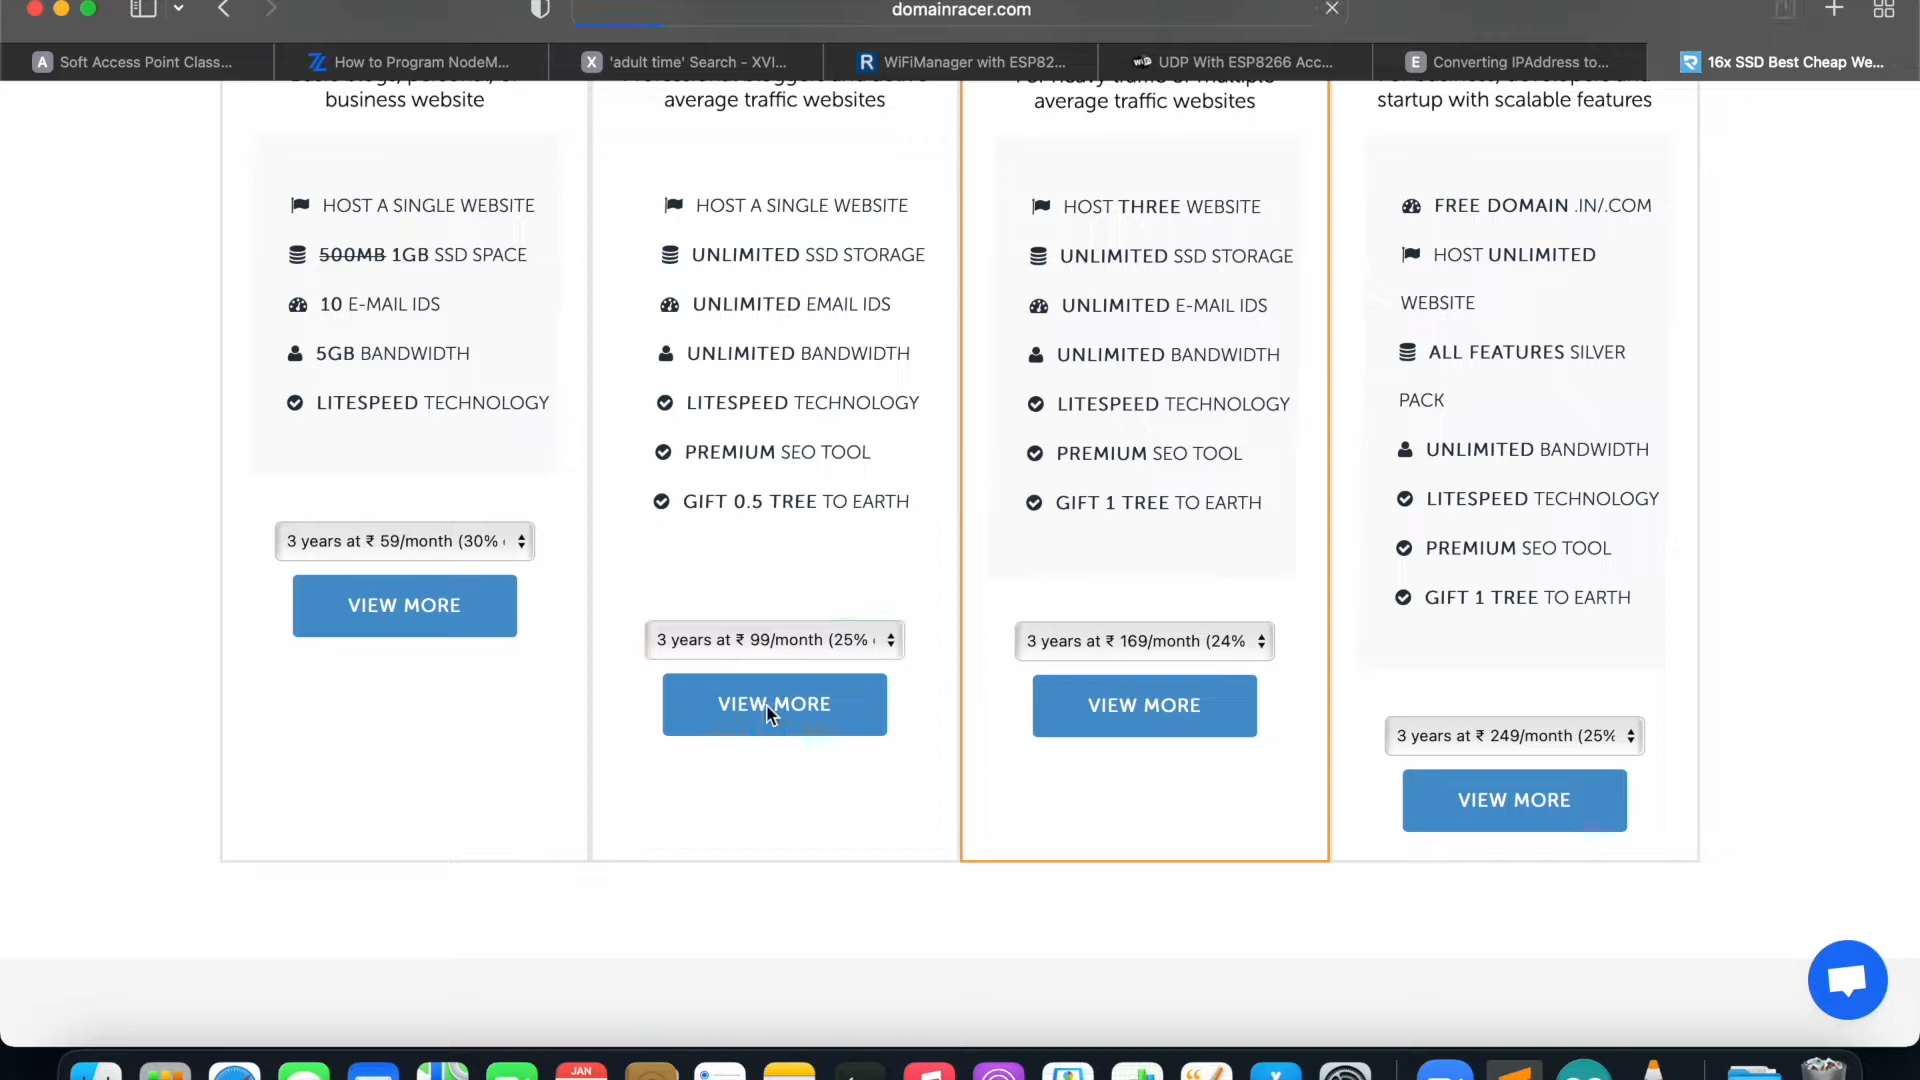 domainracer.com
A Soft Access Point Class...
How to Program NodeM...
X 'adult time' Search - XVI...
R WiFiManager with ESP82...
UDP With ESP8266 Acc...
E Converting IPAddress to...
16x SSD Best Cheap We...
business website
HOST A SINGLE WEBSITE
500MB 1GB SSD SPACE
10 E-MAIL IDS
5GB BANDWIDTH
LITESPEED TECHNOLOGY
3 years at ₹ 59/month (30%
VIEW MORE
average traffic websites
HOST A SINGLE WEBSITE
UNLIMITED SSD STORAGE
UNLIMITED EMAIL IDS
UNLIMITED BANDWIDTH
LITESPEED TECHNOLOGY
PREMIUM SEO TOOL
GIFT 0.5 TREE TO EARTH
3 years at ₹ 99/month (25%
VIEW MORE
average traffic websites
HOST THREE WEBSITE
UNLIMITED SSD STORAGE
UNLIMITED E-MAIL IDS
UNLIMITED BANDWIDTH
LITESPEED TECHNOLOGY
PREMIUM SEO TOOL
GIFT 1 TREE TO EARTH
3 years at ₹ 169/month (24%
VIEW MORE
startup with scalable features
FREE DOMAIN .IN/.COM
HOST UNLIMITED
WEBSITE
ALL FEATURES SILVER
PACK
UNLIMITED BANDWIDTH
LITESPEED TECHNOLOGY
PREMIUM SEO TOOL
GIFT 1 TREE TO EARTH
3 years at ₹ 249/month (25%
VIEW MORE
JAN